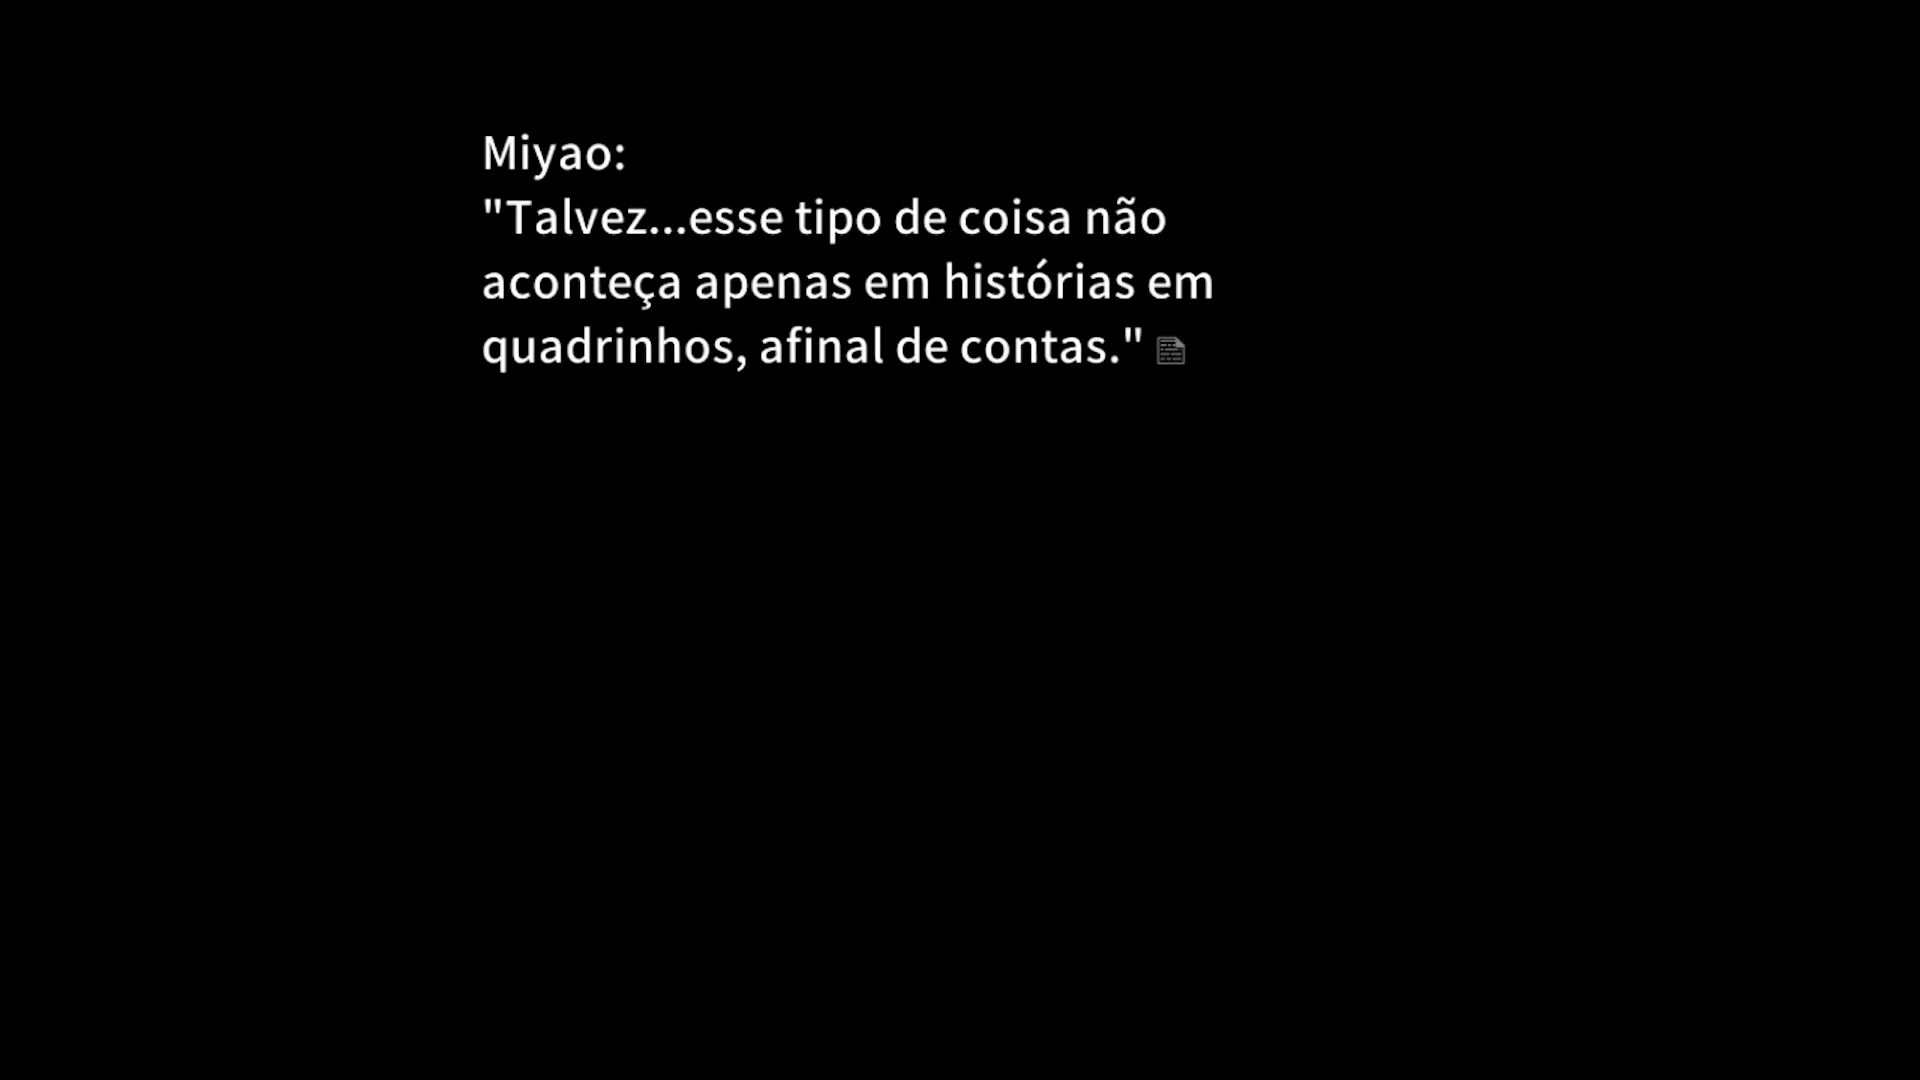 Miyao:
"Talvez...esse tipo de coisa não
aconteça apenas em histórias em
quadrinhos, afinal de contas."